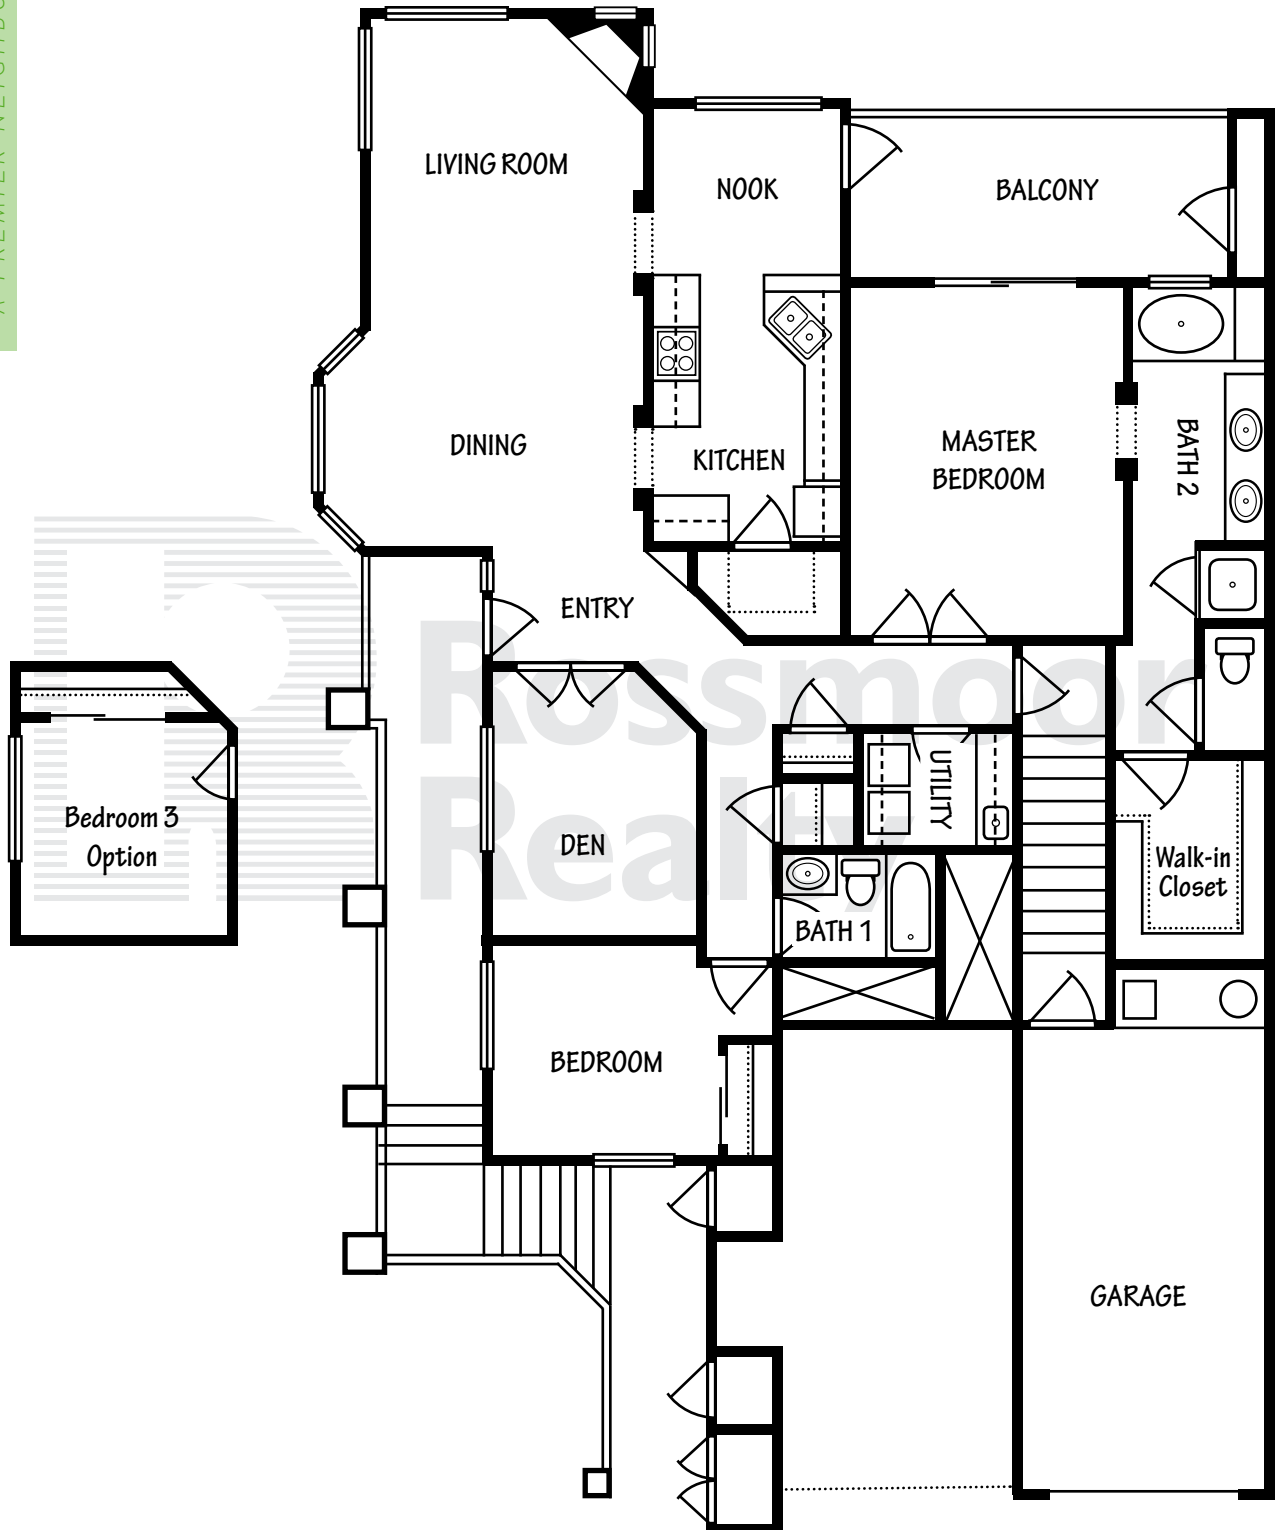 LIVING ROOM
NOOK
BALCONY
DINING
KITCHEN
MASTER
BEDROOM
BATH 2
ENTRY
Rossmoor
Realty
Bedroom 3
Option
DEN
UTILITY
Walk-in
Closet
BATH 1
BEDROOM
GARAGE